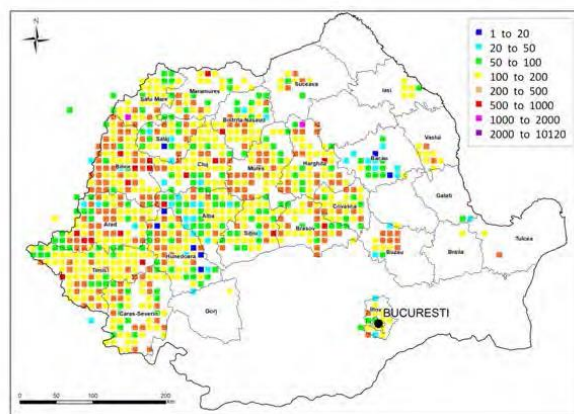 N
1 to 20
20 to 50
50 to 100
100 to 200
200 to 500
500 to 1000
1000 to 2000
2000 to 10120
Satu Mare
Maramures
Suceava
Iasi
Bistrita-Nasaud
Salaj
Bihor
Cluj
Mures
Harghita
Bacau
Vaslui
Arad
Alba
Sibiu
Brasov
Covasna
Galati
Timis
Hunedoara
Buzau
Braila
Tulcea
Caras-Severin
Gorj
Ilfov
BUCURESTI
0 50 100 200